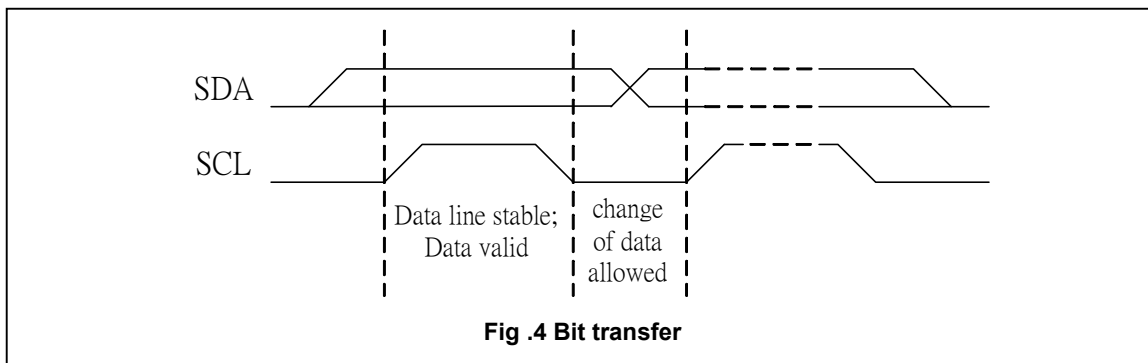 SDA
SCL
Data line stable;
Data valid
change
of data
allowed
Fig .4 Bit transfer